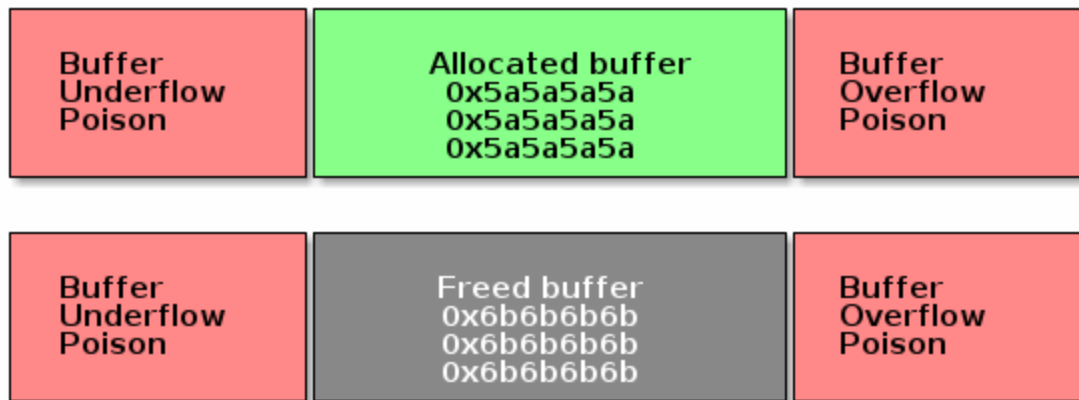 Buffer
Underflow
Poison
Allocated buffer
0x5a5a5a5a
0x5a5a5a5a
0x5a5a5a5a
Buffer
Overflow
Poison
Buffer
Underflow
Poison
Freed buffer
0x6b6b6b6b
0x6b6b6b6b
0x6b6b6b6b
Buffer
Overflow
Poison